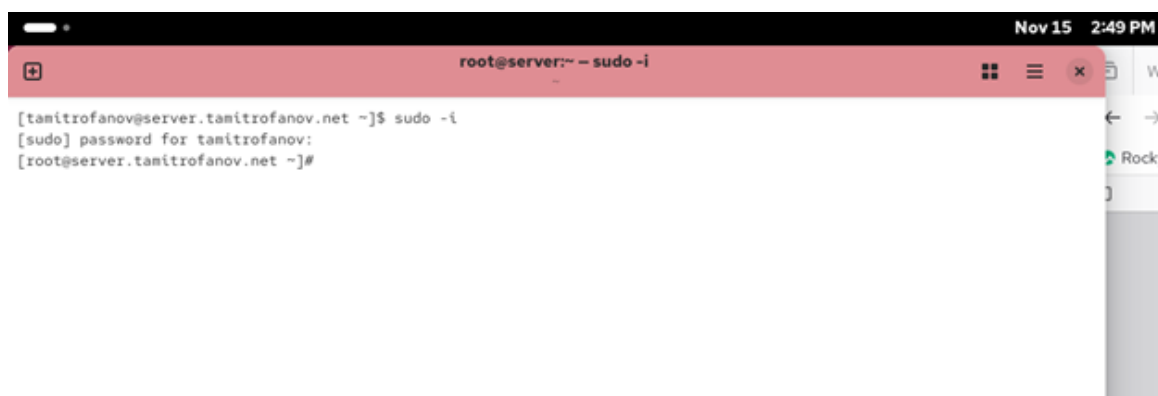 Nov 15 2:49 PM
root@server:~ — sudo -i
[tamitrofanov@server.tamitrofanov.net ~]$ sudo -i
[sudo] password for tamitrofanov:
[root@server.tamitrofanov.net ~]#
Rock